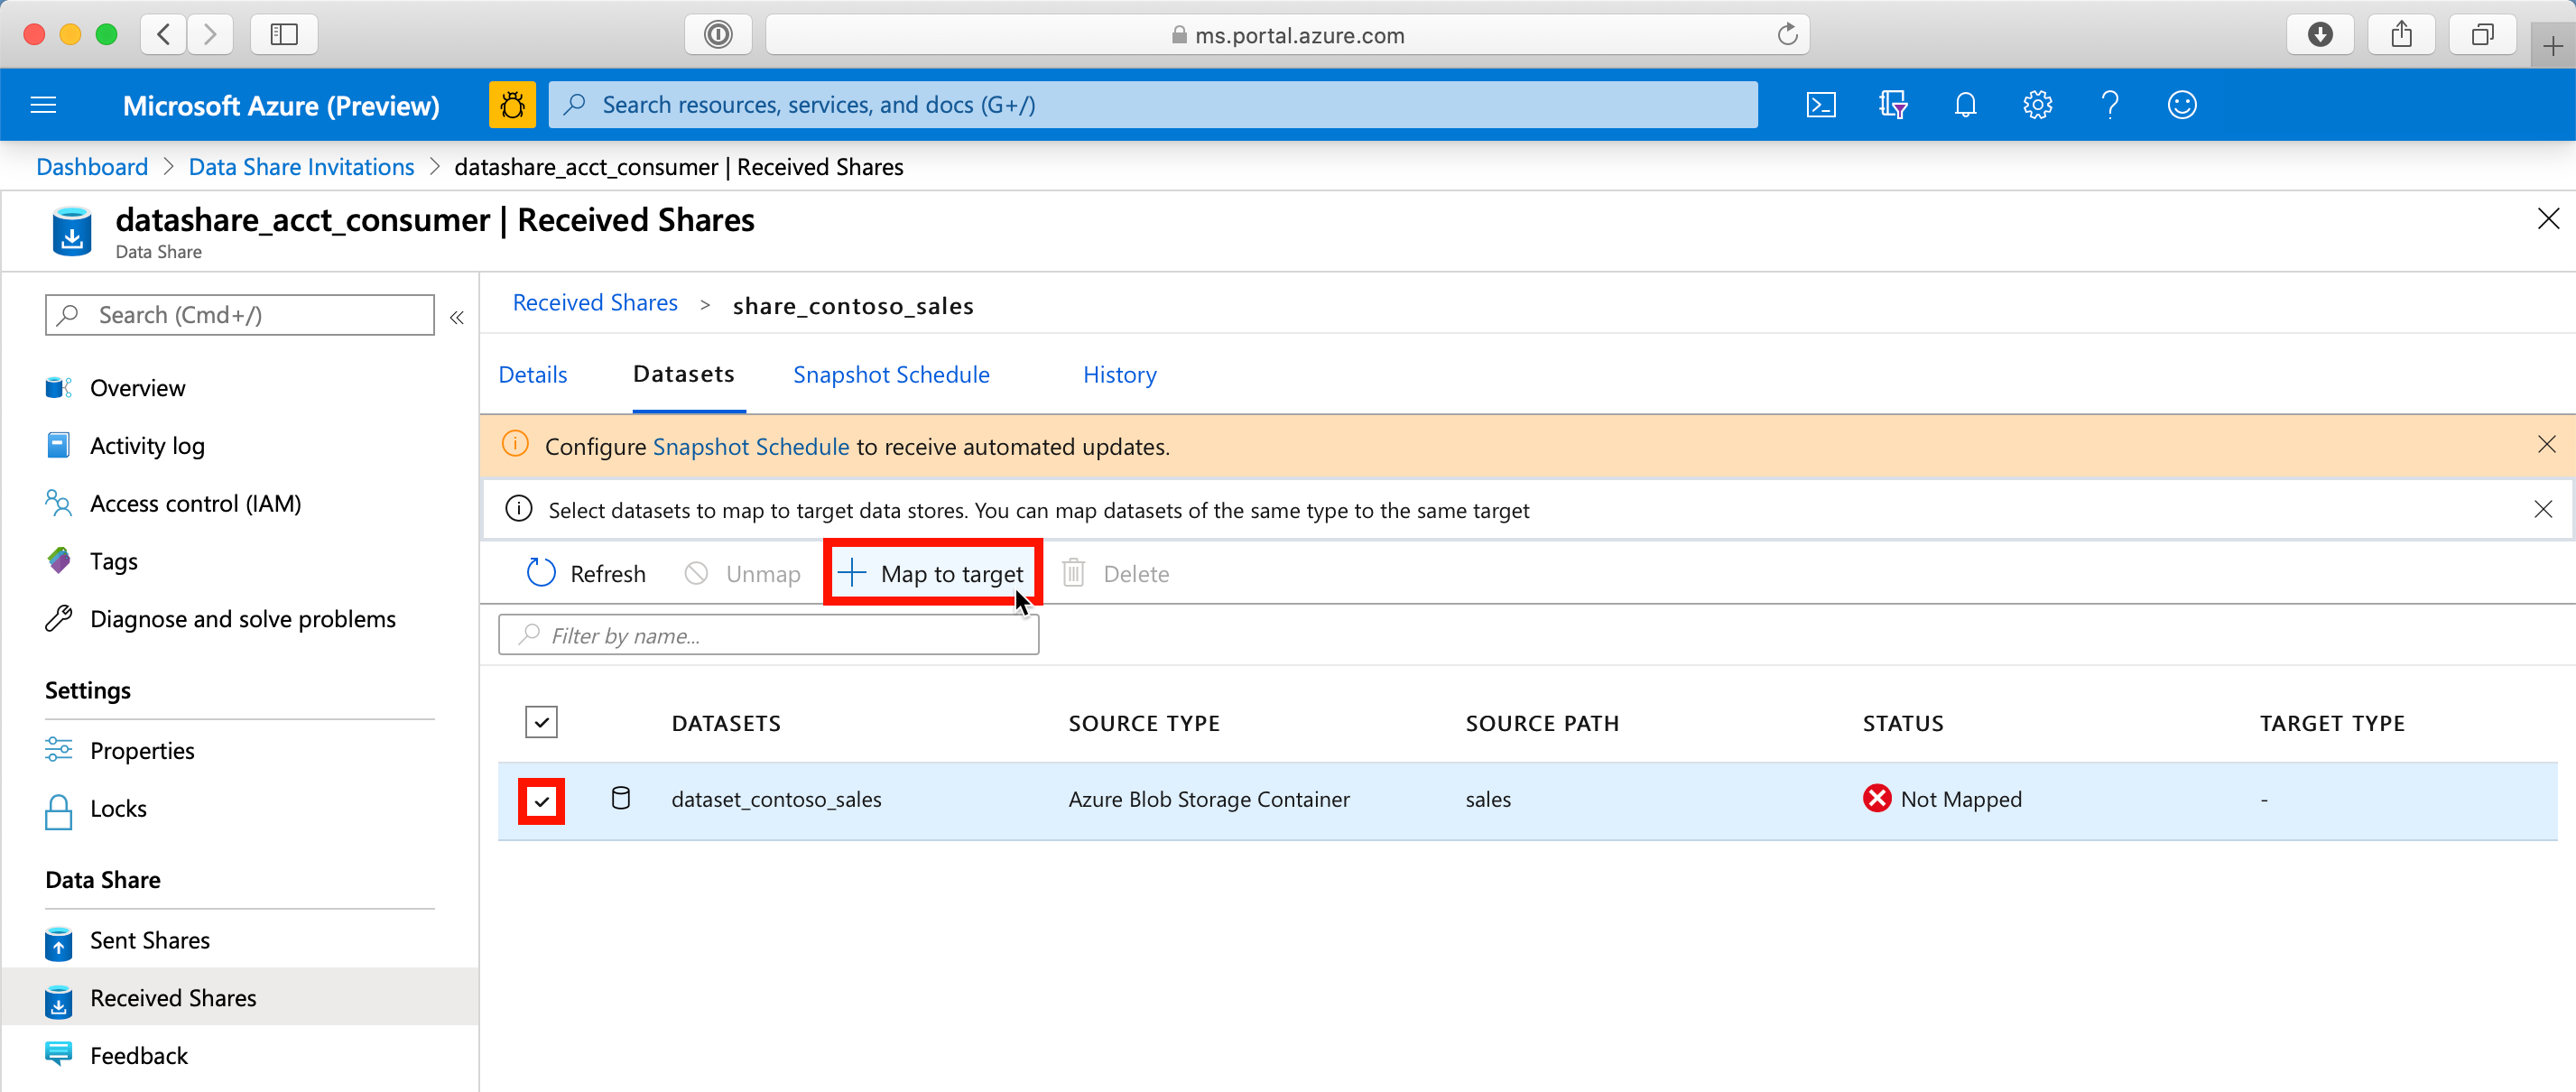 ms.portal.azure.com
Microsoft Azure (Preview)
Search resources, services, and docs (G+/)
Dashboard > Data Share Invitations > datashare_acct_consumer | Received Shares
datashare_acct_consumer | Received Shares
Data Share
Search (Cmd+/)
Overview
Activity log
Access control (IAM)
Tags
Diagnose and solve problems
Settings
Properties
Locks
Data Share
Sent Shares
Received Shares
Feedback
Received Shares > share_contoso_sales
Details Datasets Snapshot Schedule History
Configure Snapshot Schedule to receive automated updates.
Select datasets to map to target data stores. You can map datasets of the same type to the same target
Refresh Unmap Map to target Delete
Filter by name...
DATASETS SOURCE TYPE SOURCE PATH STATUS TARGET TYPE
dataset_contoso_sales Azure Blob Storage Container sales Not Mapped -